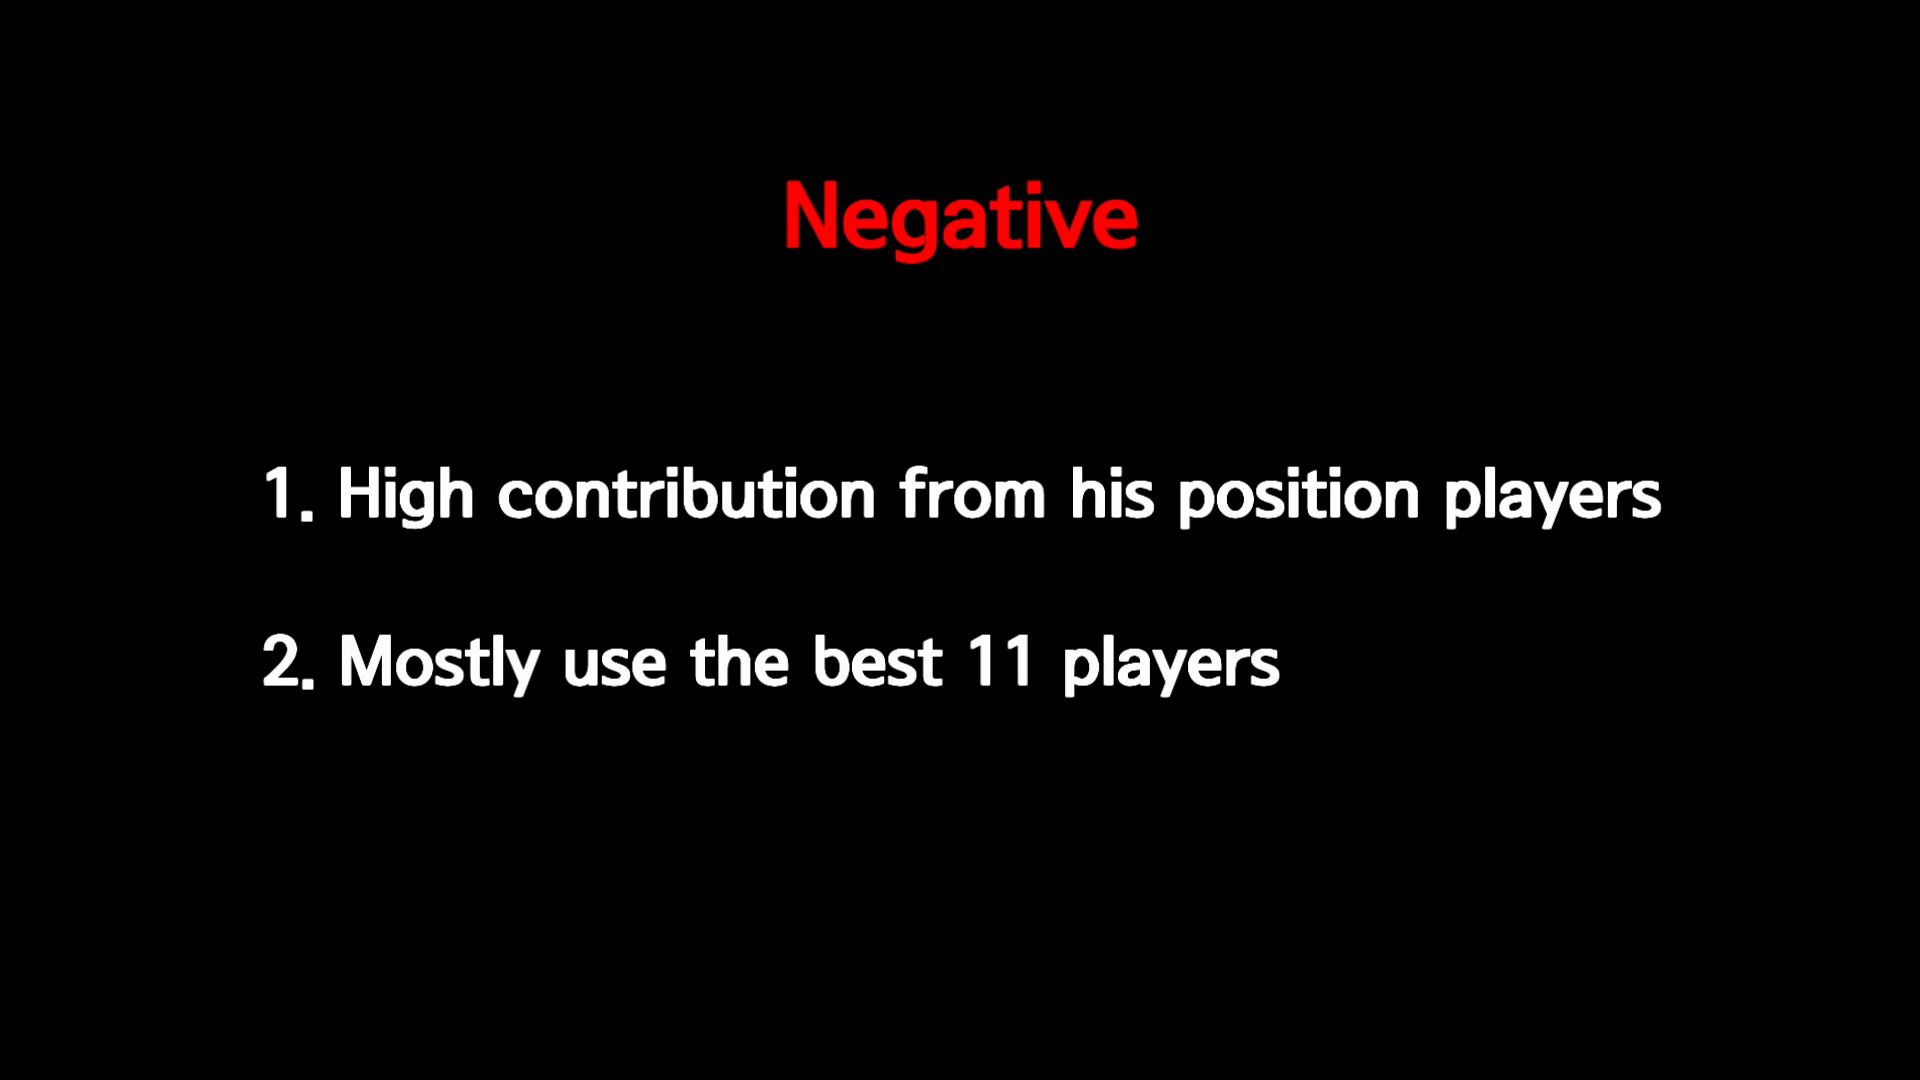 Negative
1. High contribution from his position players
2. Mostly use the best 11 players